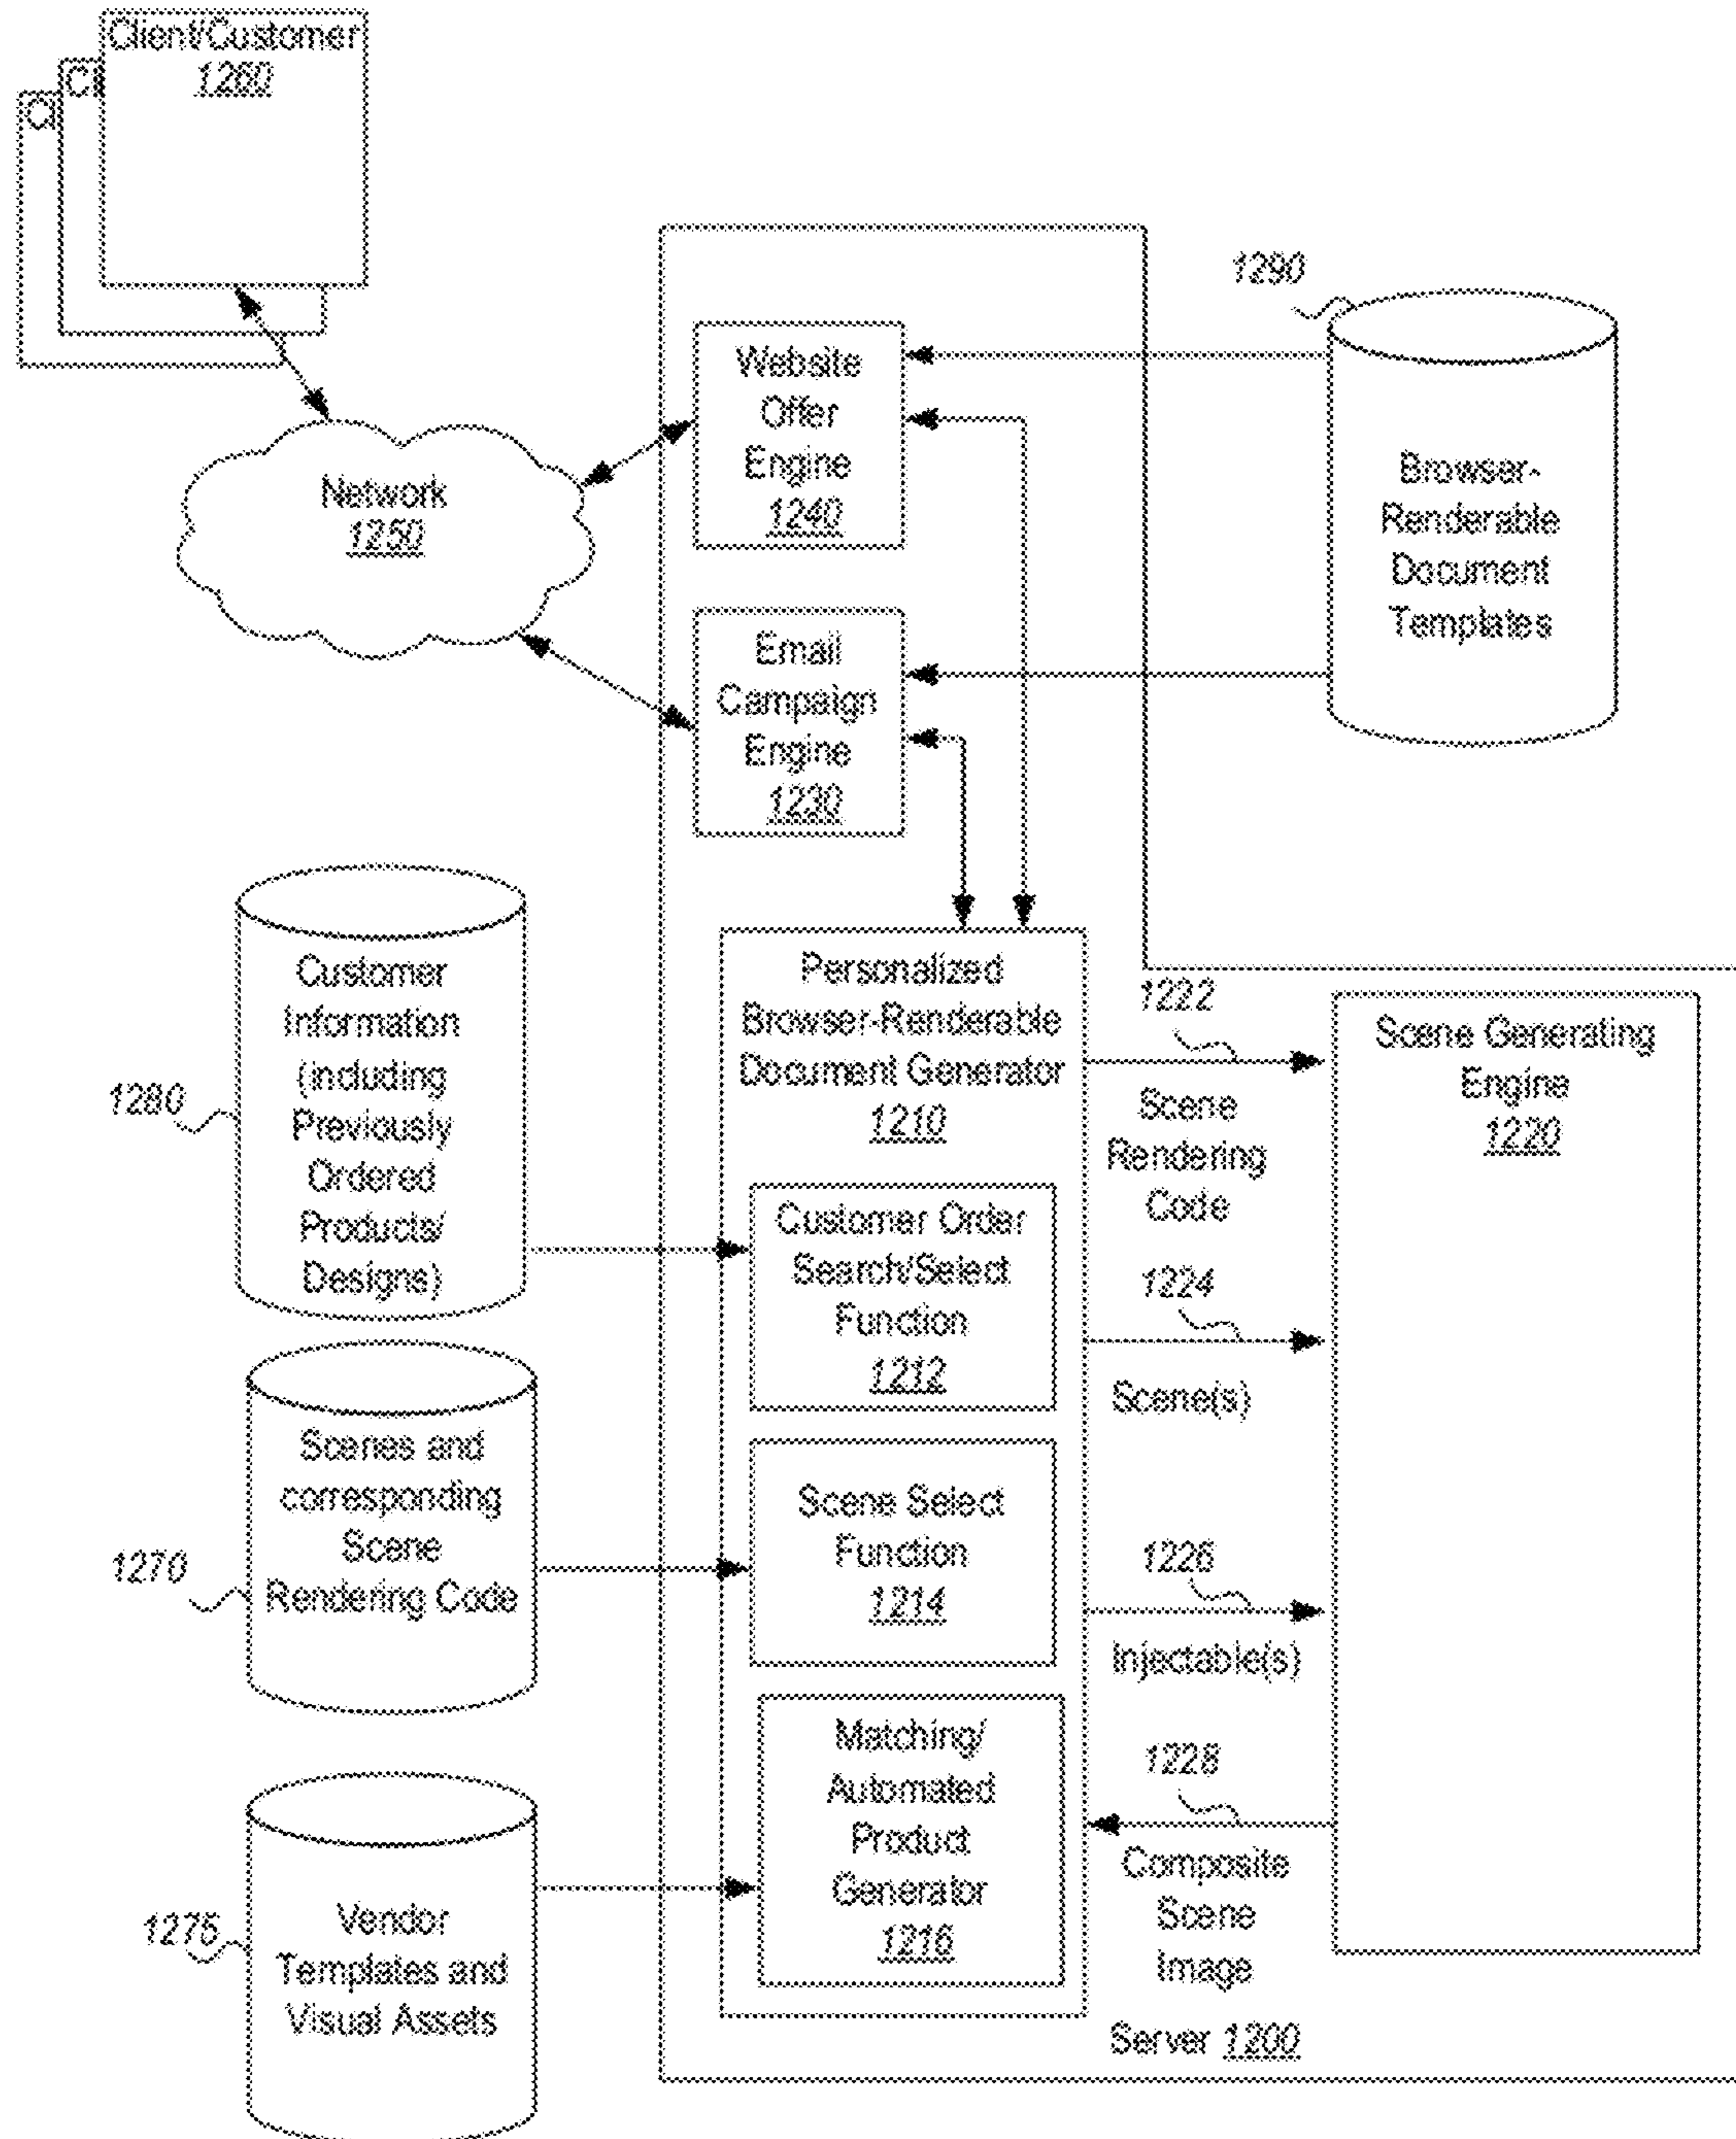 Client/Customer
1260
Cl
Cl
1290
Website
Offer
Engine
1240
Browser-
Renderable
Document
Templates
Network
1250
Email
Campaign
Engine
1230
Customer
Information
(including
Previously
Ordered
Products/
Designs)
1280
Personalized
Browser-Renderable
Document Generator
1210
1222
Scene
Rendering
Code
Scene Generating
Engine
1220
Customer Order
Search/Select
Function
1212
1224
Scene(s)
Scenes and
corresponding
Scene
Rendering Code
1270
Scene Select
Function
1214
1226
Injectable(s)
Matching/
Automated
Product
Generator
1216
1228
Composite
Scene
Image
1275
Vendor
Templates and
Visual Assets
Server 1200